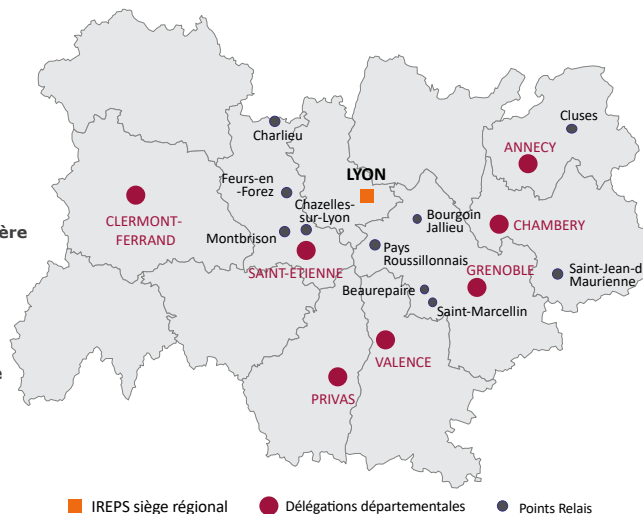 Charlieu
Cluses
ANNECY
Feurs-en
-Forez
LYON
Chazelles-
sur-Lyon
CLERMONT-
FERRAND
ère
Montbrison
Bourgoin
Jallieu
CHAMBERY
Pays
Roussillonnais
SAINT-ETIENNE
GRENOBLE
Saint-Jean-d
Maurienne
Beaurepaire
Saint-Marcellin
VALENCE
e
PRIVAS
IREPS siège régional
Délégations départementales
Points Relais